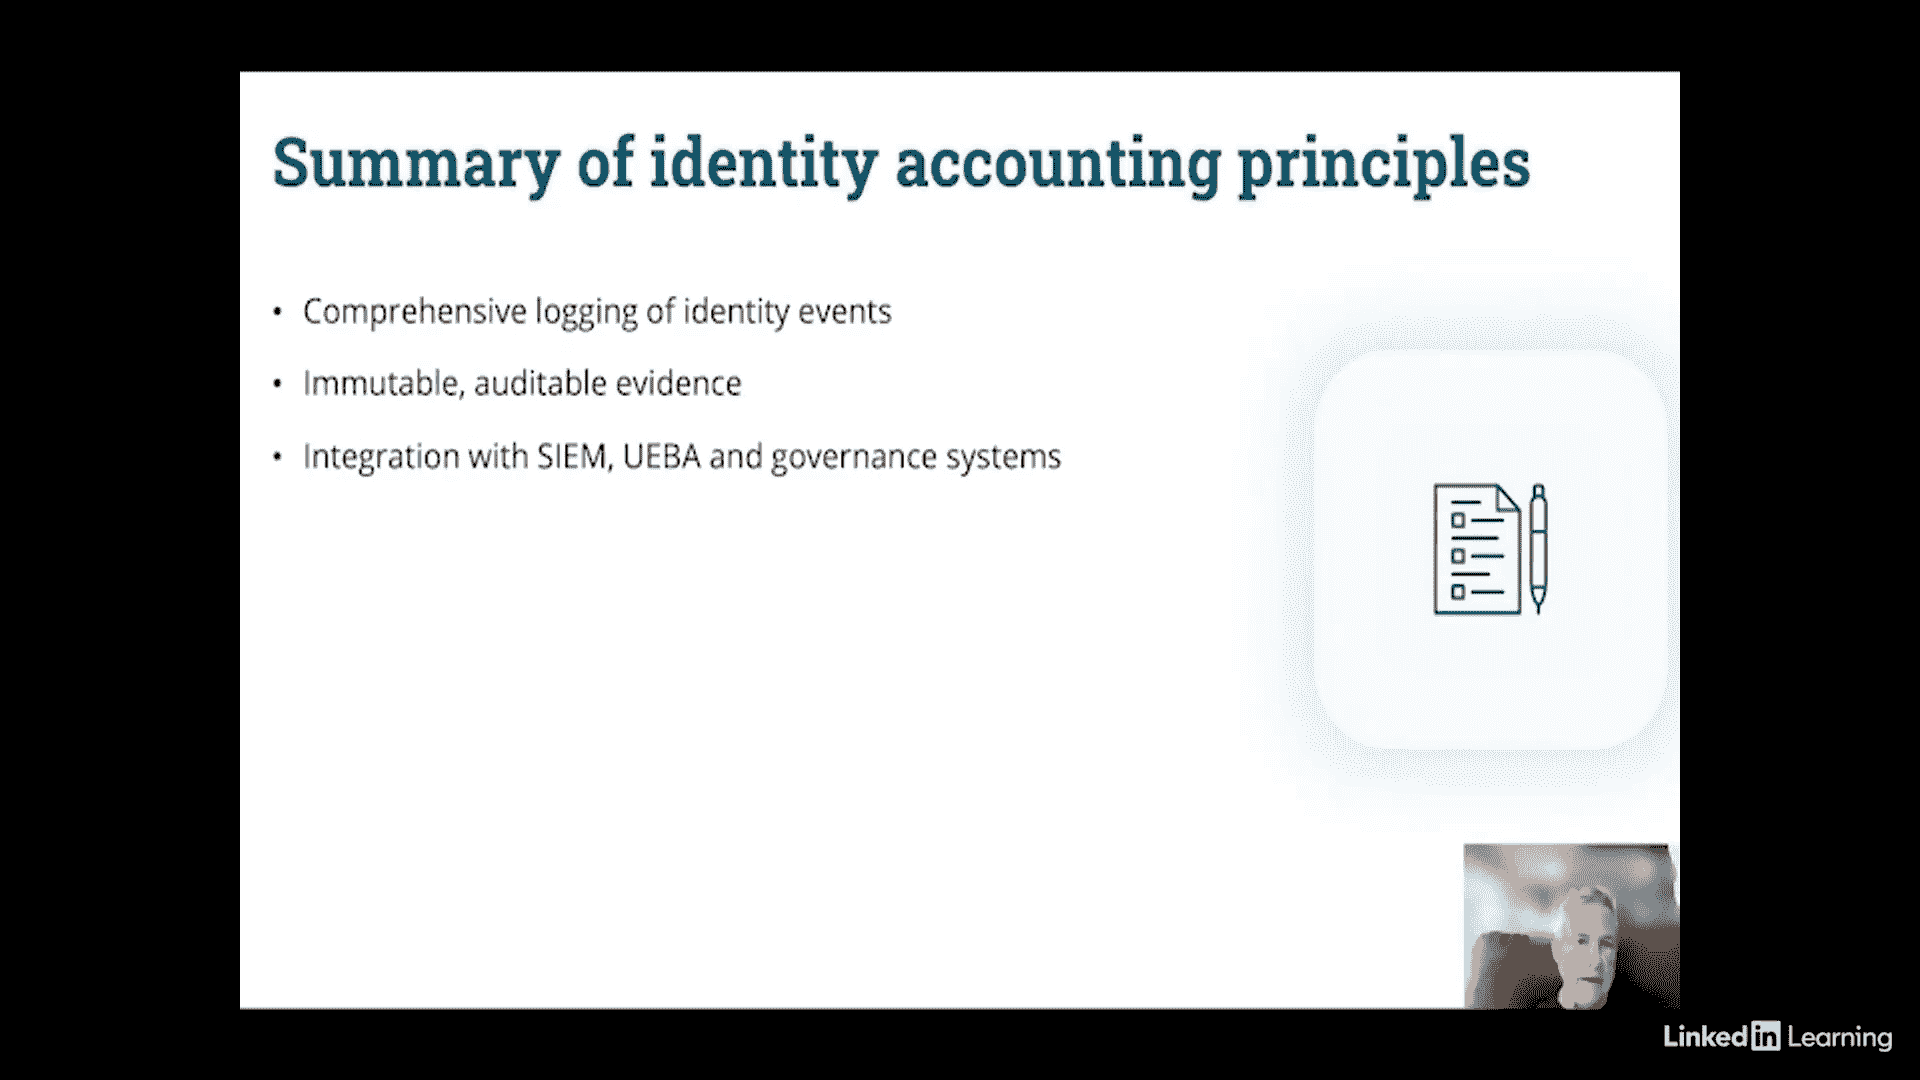 Summary of identity accounting principles
• Comprehensive logging of identity events
• Immutable, auditable evidence
• Integration with SIEM, UEBA and governance systems
Linked in Learning